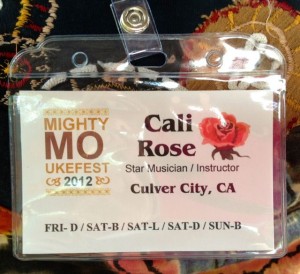 MIGHTY
MO
UKEFEST
2012
Cali
Rose
Star Musician / Instructor
Culver City, CA
FRI- D / SAT-B / SAT-L / SAT-D / SUN-B